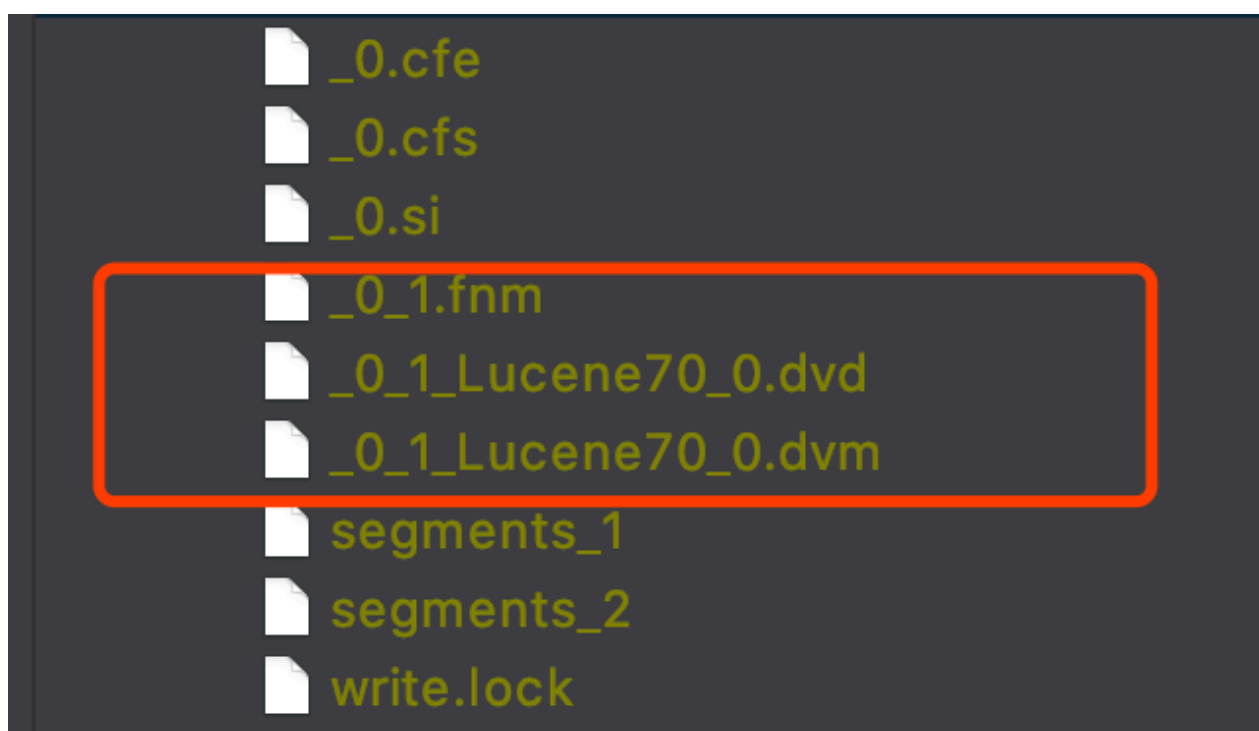 _0.cfe
_0.cfs
_0.si
_0_1.fnm
_0_1_Lucene70_0.dvd
_0_1_Lucene70_0.dvm
segments_1
segments_2
write.lock